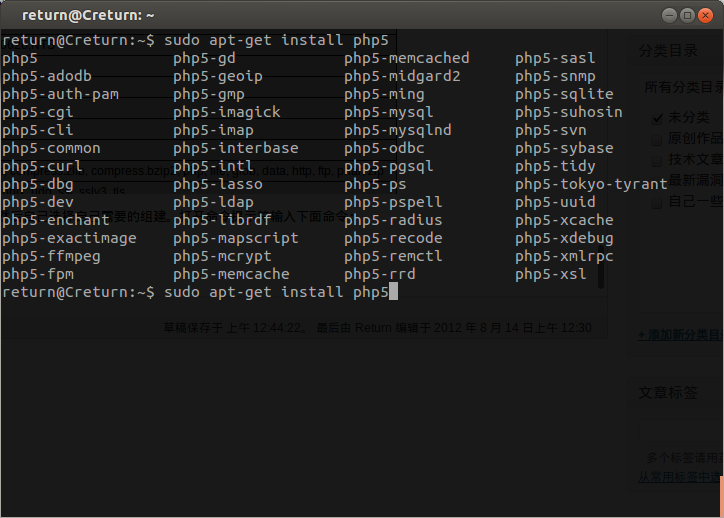 return@Creturn: ~
return@Creturn:~$ sudo apt-get install php5
php5 php5-gd php5-memcached php5-sasl
php5-adodb php5-geoip php5-midgard2 php5-snmp
php5-auth-pam php5-gmp php5-ming php5-sqlite
php5-cgi php5-imagick php5-mysql php5-suhosin
php5-cli php5-imap php5-mysqlnd php5-svn
php5-common php5-interbase php5-odbc php5-sybase
php5-curl php5-intl php5-pgsql php5-tidy
php5-dbg php5-lasso php5-ps php5-tokyo-tyrant
php5-dev php5-ldap php5-pspell php5-uuid
php5-enchant php5-librdf php5-radius php5-xcache
php5-exactimage php5-mapscript php5-recode php5-xdebug
php5-ffmpeg php5-mcrypt php5-remctl php5-xmlrpc
php5-fpm php5-memcache php5-rrd php5-xsl
return@Creturn:~$ sudo apt-get install php5
草稿保存于 上午 12:44:22。 最后由 Return 编辑于 2012 年 8 月 14 日上午 12:30
分类目录
所有分类目录
未分类
原创作品
技术文章
最新漏洞
自己一些
+ 添加新分类目
文章标签
多个标签请用
从常用标签中